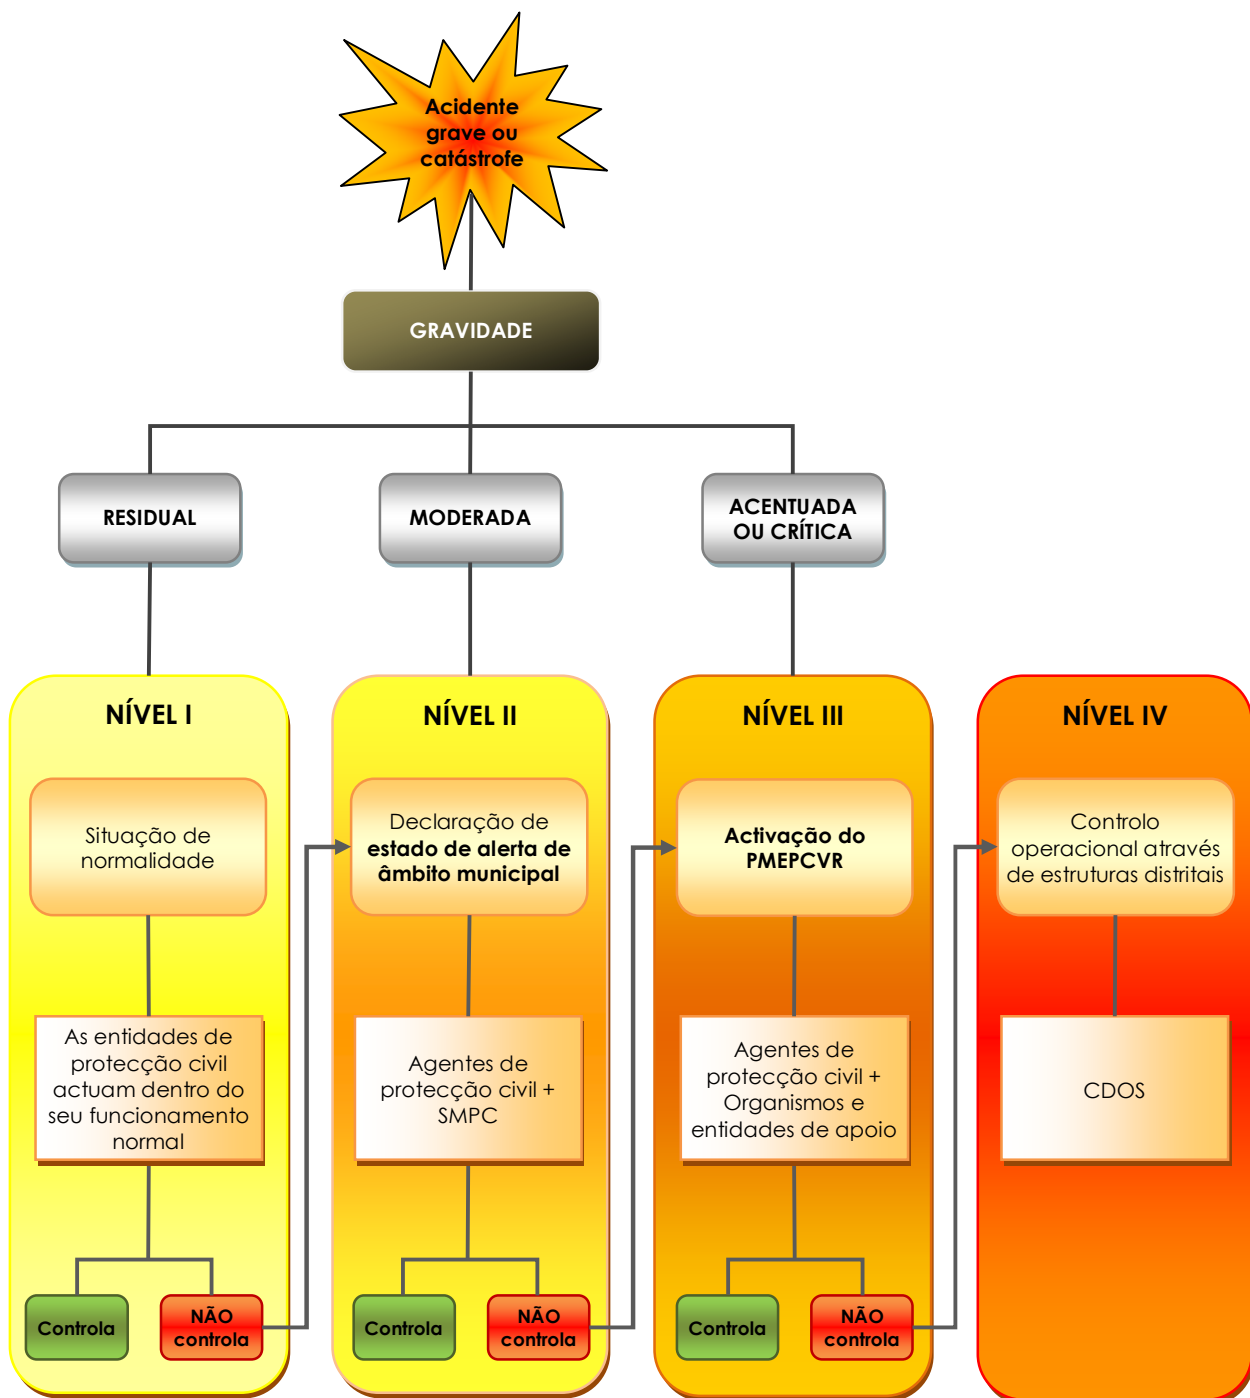 Acidente
grave ou
catástrofe
GRAVIDADE
RESIDUAL
MODERADA
ACENTUADA
OU CRÍTICA
NÍVEL I
Situação de
normalidade
As entidades de
protecção civil
actuam dentro do
seu funcionamento
normal
Controla
NÃO
controla
NÍVEL II
Declaração de
estado de alerta de
âmbito municipal
Agentes de
protecção civil +
SMPC
Controla
NÃO
controla
NÍVEL III
Activação do
PMEPCVR
Agentes de
protecção civil +
Organismos e
entidades de apoio
Controla
NÃO
controla
NÍVEL IV
Controlo
operacional através
de estruturas distritais
CDOS